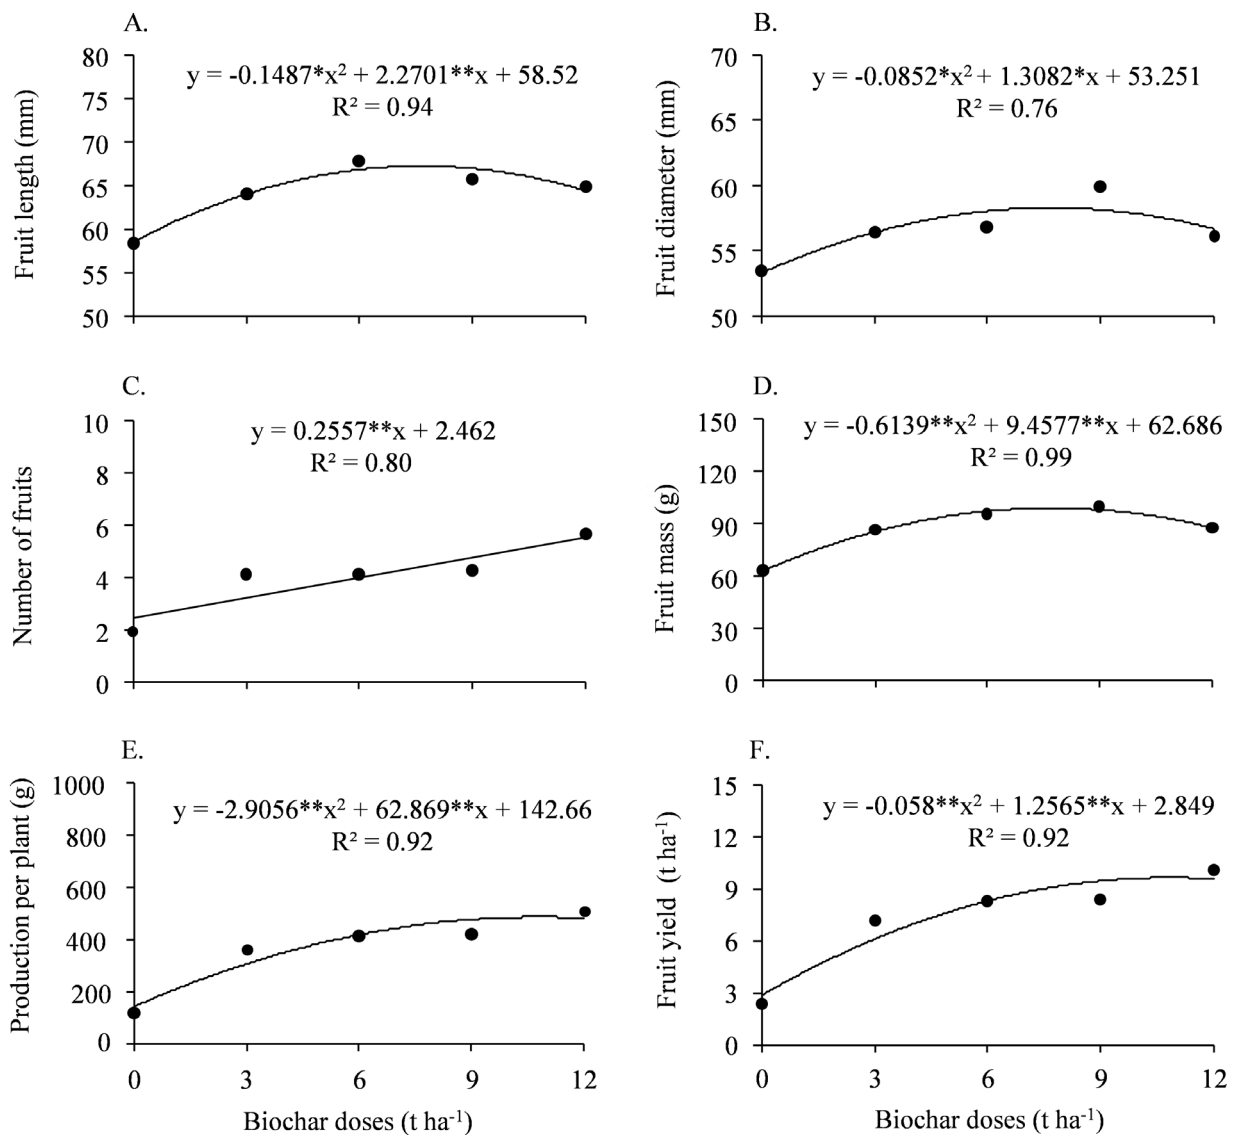 A.
Fruit length (mm)
80
75
70
65
60
55
50
y = -0.1487*x² + 2.2701**x + 58.52
R² = 0.94
B.
Fruit diameter (mm)
70
65
60
55
50
y = -0.0852*x² + 1.3082*x + 53.251
R² = 0.76
C.
Number of fruits
10
8
6
4
2
0
y = 0.2557**x + 2.462
R² = 0.80
D.
Fruit mass (g)
150
120
90
60
30
0
y = -0.6139**x² + 9.4577**x + 62.686
R² = 0.99
E.
Production per plant (g)
1000
800
600
400
200
0
y = -2.9056**x² + 62.869**x + 142.66
R² = 0.92
0 3 6 9 12
Biochar doses (t ha⁻¹)
F.
Fruit yield (t ha⁻¹)
15
12
9
6
3
0
y = -0.058**x² + 1.2565**x + 2.849
R² = 0.92
0 3 6 9 12
Biochar doses (t ha⁻¹)